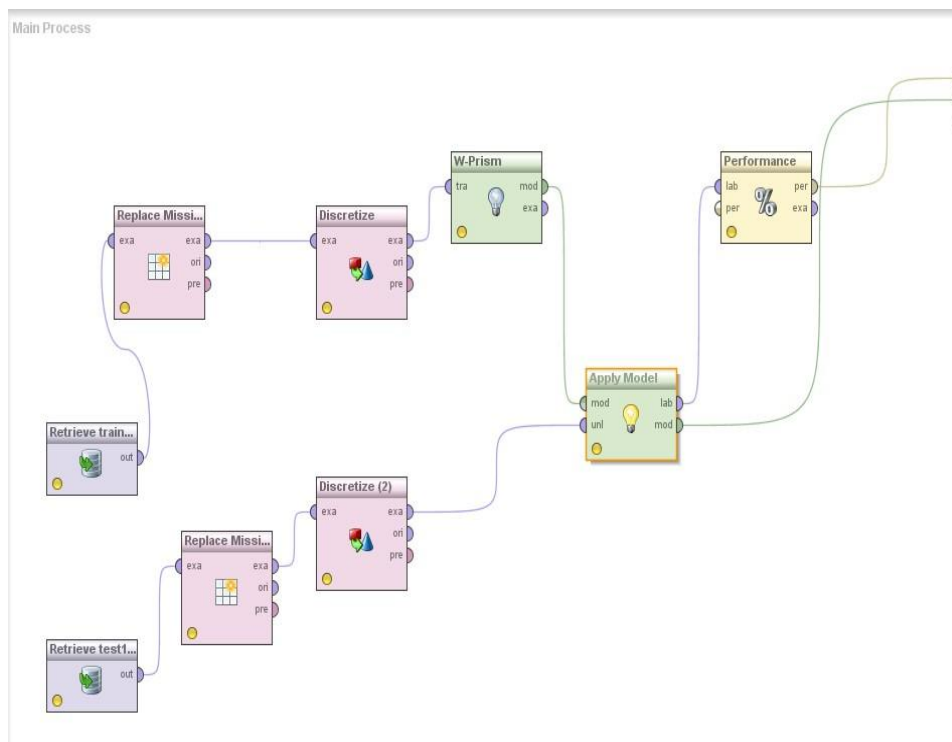 Main Process
W-Prism
tra mod
exa
Performance
lab per
per exa
%
Replace Missi...
exa exa
ori
pre
Discretize
exa exa
ori
pre
Apply Model
mod lab
unl mod
Retrieve train...
out
Discretize (2)
exa exa
ori
pre
Replace Missi...
exa exa
ori
pre
Retrieve test1...
out